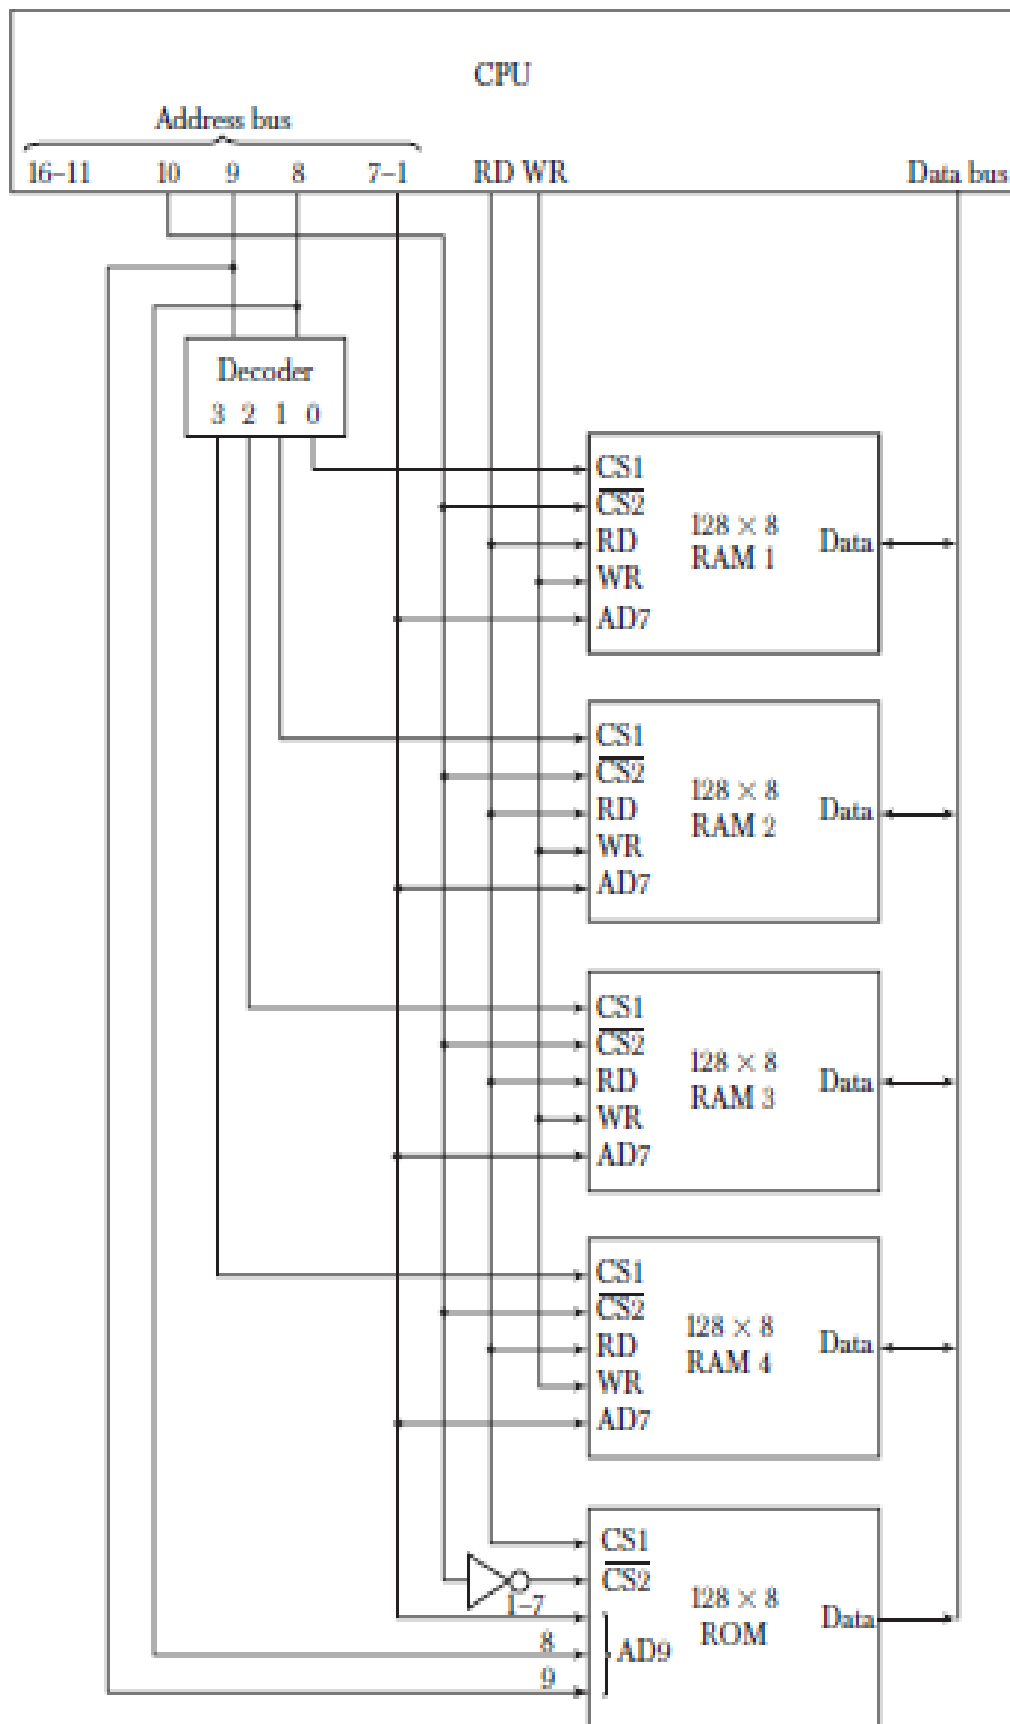 CPU
Address bus
16–11 10 9 8 7–1 RD WR Data bus
Decoder
3 2 1 0
CS1
CS2
RD
WR
AD7
128 × 8
RAM 1
Data
CS1
CS2
RD
WR
AD7
128 × 8
RAM 2
Data
CS1
CS2
RD
WR
AD7
128 × 8
RAM 3
Data
CS1
CS2
RD
WR
AD7
128 × 8
RAM 4
Data
CS1
CS2
1–7
8
9
AD9
128 × 8
ROM
Data